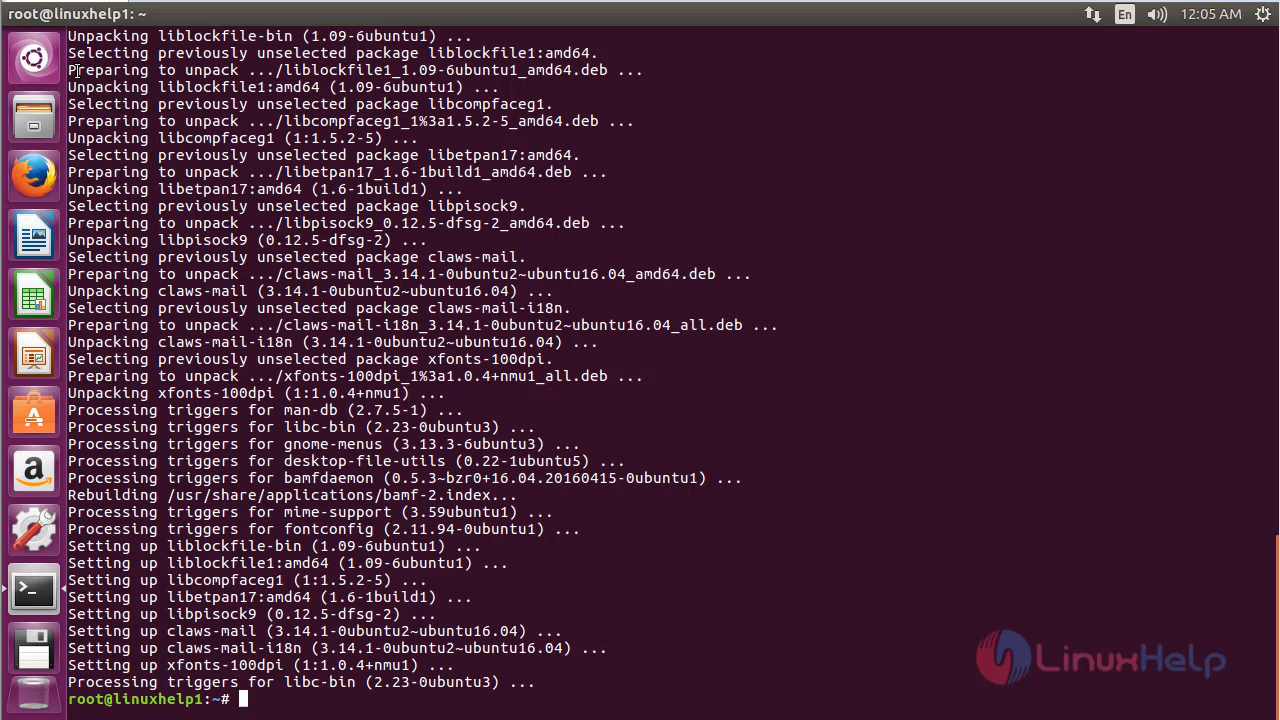 root@linuxhelp1: ~
En
12:05 AM
Unpacking liblockfile-bin (1.09-6ubuntu1) ...
Selecting previously unselected package liblockfile1:amd64.
Preparing to unpack .../liblockfile1_1.09-6ubuntu1_amd64.deb ...
Unpacking liblockfile1:amd64 (1.09-6ubuntu1) ...
Selecting previously unselected package libcompfaceg1.
Preparing to unpack .../libcompfaceg1_1%3a1.5.2-5_amd64.deb ...
Unpacking libcompfaceg1 (1:1.5.2-5) ...
Selecting previously unselected package libetpan17:amd64.
Preparing to unpack .../libetpan17_1.6-1build1_amd64.deb ...
Unpacking libetpan17:amd64 (1.6-1build1) ...
Selecting previously unselected package libpisock9.
Preparing to unpack .../libpisock9_0.12.5-dfsg-2_amd64.deb ...
Unpacking libpisock9 (0.12.5-dfsg-2) ...
Selecting previously unselected package claws-mail.
Preparing to unpack .../claws-mail_3.14.1-0ubuntu2~ubuntu16.04_amd64.deb ...
Unpacking claws-mail (3.14.1-0ubuntu2~ubuntu16.04) ...
Selecting previously unselected package claws-mail-i18n.
Preparing to unpack .../claws-mail-i18n_3.14.1-0ubuntu2~ubuntu16.04_all.deb ...
Unpacking claws-mail-i18n (3.14.1-0ubuntu2~ubuntu16.04) ...
Selecting previously unselected package xfonts-100dpi.
Preparing to unpack .../xfonts-100dpi_1%3a1.0.4+nmu1_all.deb ...
Unpacking xfonts-100dpi (1:1.0.4+nmu1) ...
Processing triggers for man-db (2.7.5-1) ...
Processing triggers for libc-bin (2.23-0ubuntu3) ...
Processing triggers for gnome-menus (3.13.3-6ubuntu3) ...
Processing triggers for desktop-file-utils (0.22-1ubuntu5) ...
Processing triggers for bamfdaemon (0.5.3~bzr0+16.04.20160415-0ubuntu1) ...
Rebuilding /usr/share/applications/bamf-2.index...
Processing triggers for mime-support (3.59ubuntu1) ...
Processing triggers for fontconfig (2.11.94-0ubuntu1) ...
Setting up liblockfile-bin (1.09-6ubuntu1) ...
Setting up liblockfile1:amd64 (1.09-6ubuntu1) ...
Setting up libcompfaceg1 (1:1.5.2-5) ...
Setting up libetpan17:amd64 (1.6-1build1) ...
Setting up libpisock9 (0.12.5-dfsg-2) ...
Setting up claws-mail (3.14.1-0ubuntu2~ubuntu16.04) ...
Setting up claws-mail-i18n (3.14.1-0ubuntu2~ubuntu16.04) ...
Setting up xfonts-100dpi (1:1.0.4+nmu1) ...
Processing triggers for libc-bin (2.23-0ubuntu3) ...
root@linuxhelp1:~#
LinuxHelp